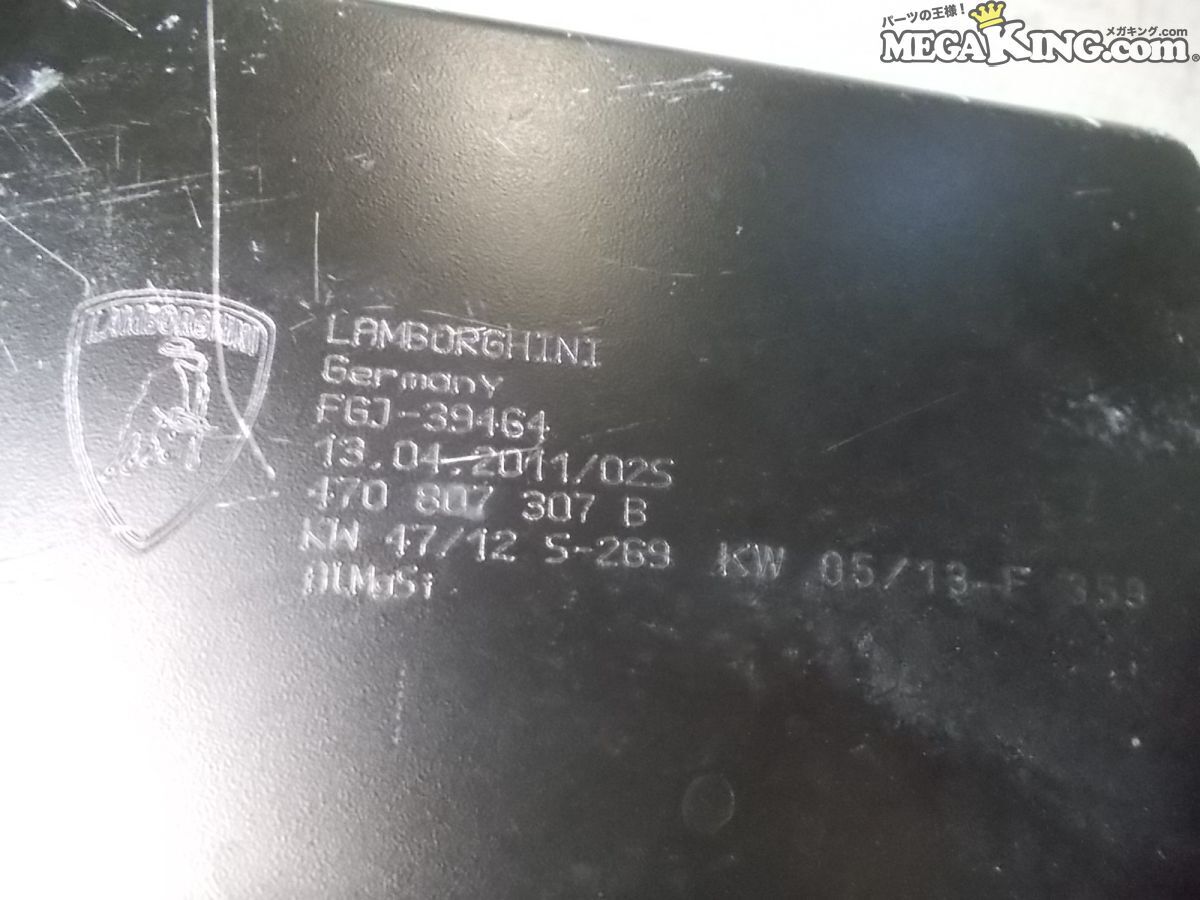 パーツの王様!
メガキング.com
MEGAKING.com®
LAMBORGHINI
LAMBORGHINI
Germany
FGJ-39464
13.04.2011/02S
470 807 307 B
KW 47/12 S-269 KW 05/13-F 359
AlMgSi